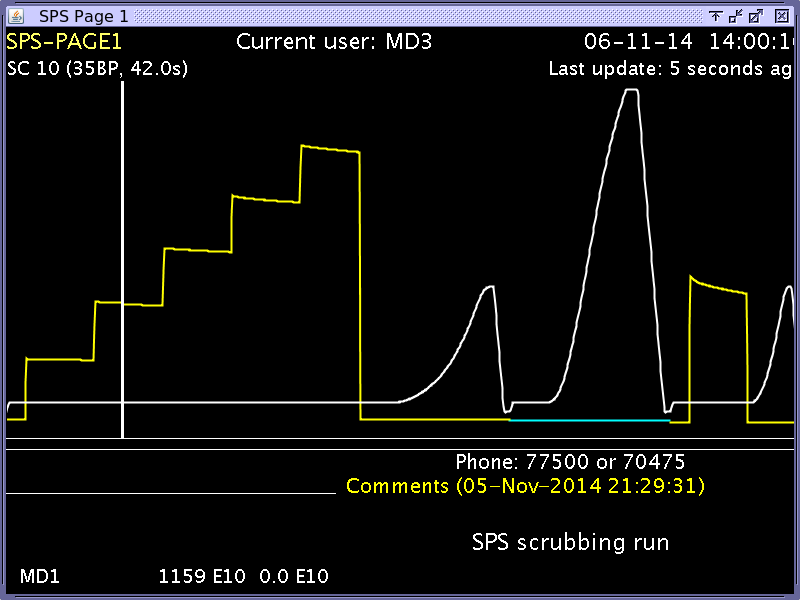 SPS Page 1
SPS-PAGE1 Current user: MD3 06-11-14 14:00:1
SC 10 (35BP, 42.0s) Last update: 5 seconds ag
Phone: 77500 or 70475
Comments (05-Nov-2014 21:29:31)
SPS scrubbing run
MD1 1159 E10 0.0 E10